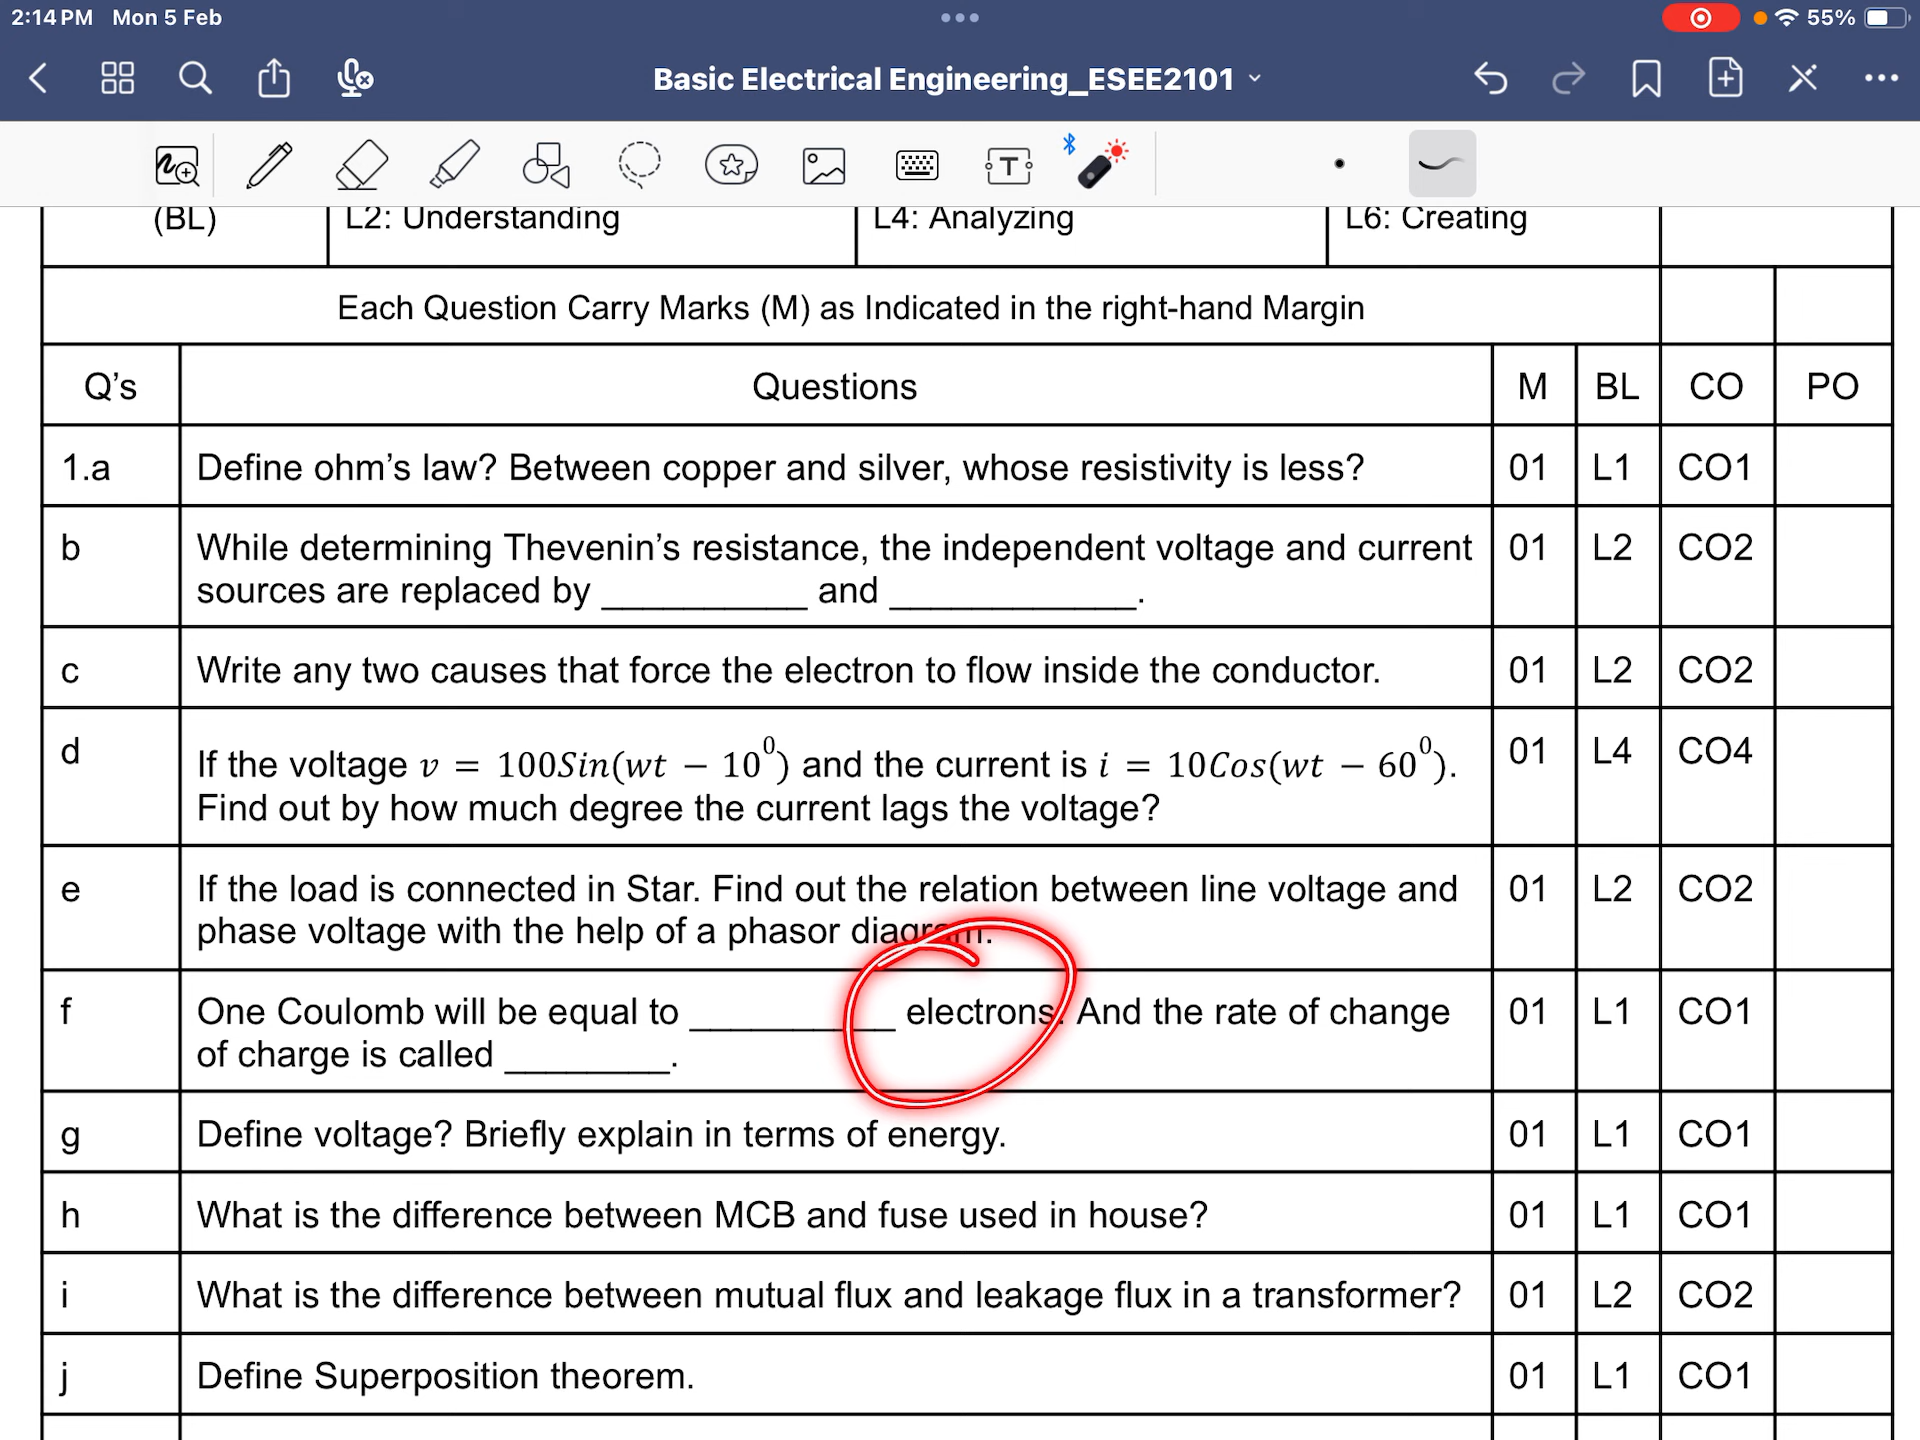 2:14 PM Mon 5 Feb
55%
Basic Electrical Engineering_ESEE2101
T
(BL) L2: Understanding L4: Analyzing L6: Creating
Each Question Carry Marks (M) as Indicated in the right-hand Margin
Q's Questions M BL CO PO
1.a Define ohm's law? Between copper and silver, whose resistivity is less? 01 L1 CO1
b While determining Thevenin's resistance, the independent voltage and current 01 L2 CO2
sources are replaced by __________ and ____________.
c Write any two causes that force the electron to flow inside the conductor. 01 L2 CO2
d If the voltage v = 100Sin(wt − 10⁰) and the current is i = 10Cos(wt − 60⁰). 01 L4 CO4
Find out by how much degree the current lags the voltage?
e If the load is connected in Star. Find out the relation between line voltage and 01 L2 CO2
phase voltage with the help of a phasor diagram.
f One Coulomb will be equal to __________ electrons. And the rate of change 01 L1 CO1
of charge is called ________.
g Define voltage? Briefly explain in terms of energy. 01 L1 CO1
h What is the difference between MCB and fuse used in house? 01 L1 CO1
i What is the difference between mutual flux and leakage flux in a transformer? 01 L2 CO2
j Define Superposition theorem. 01 L1 CO1